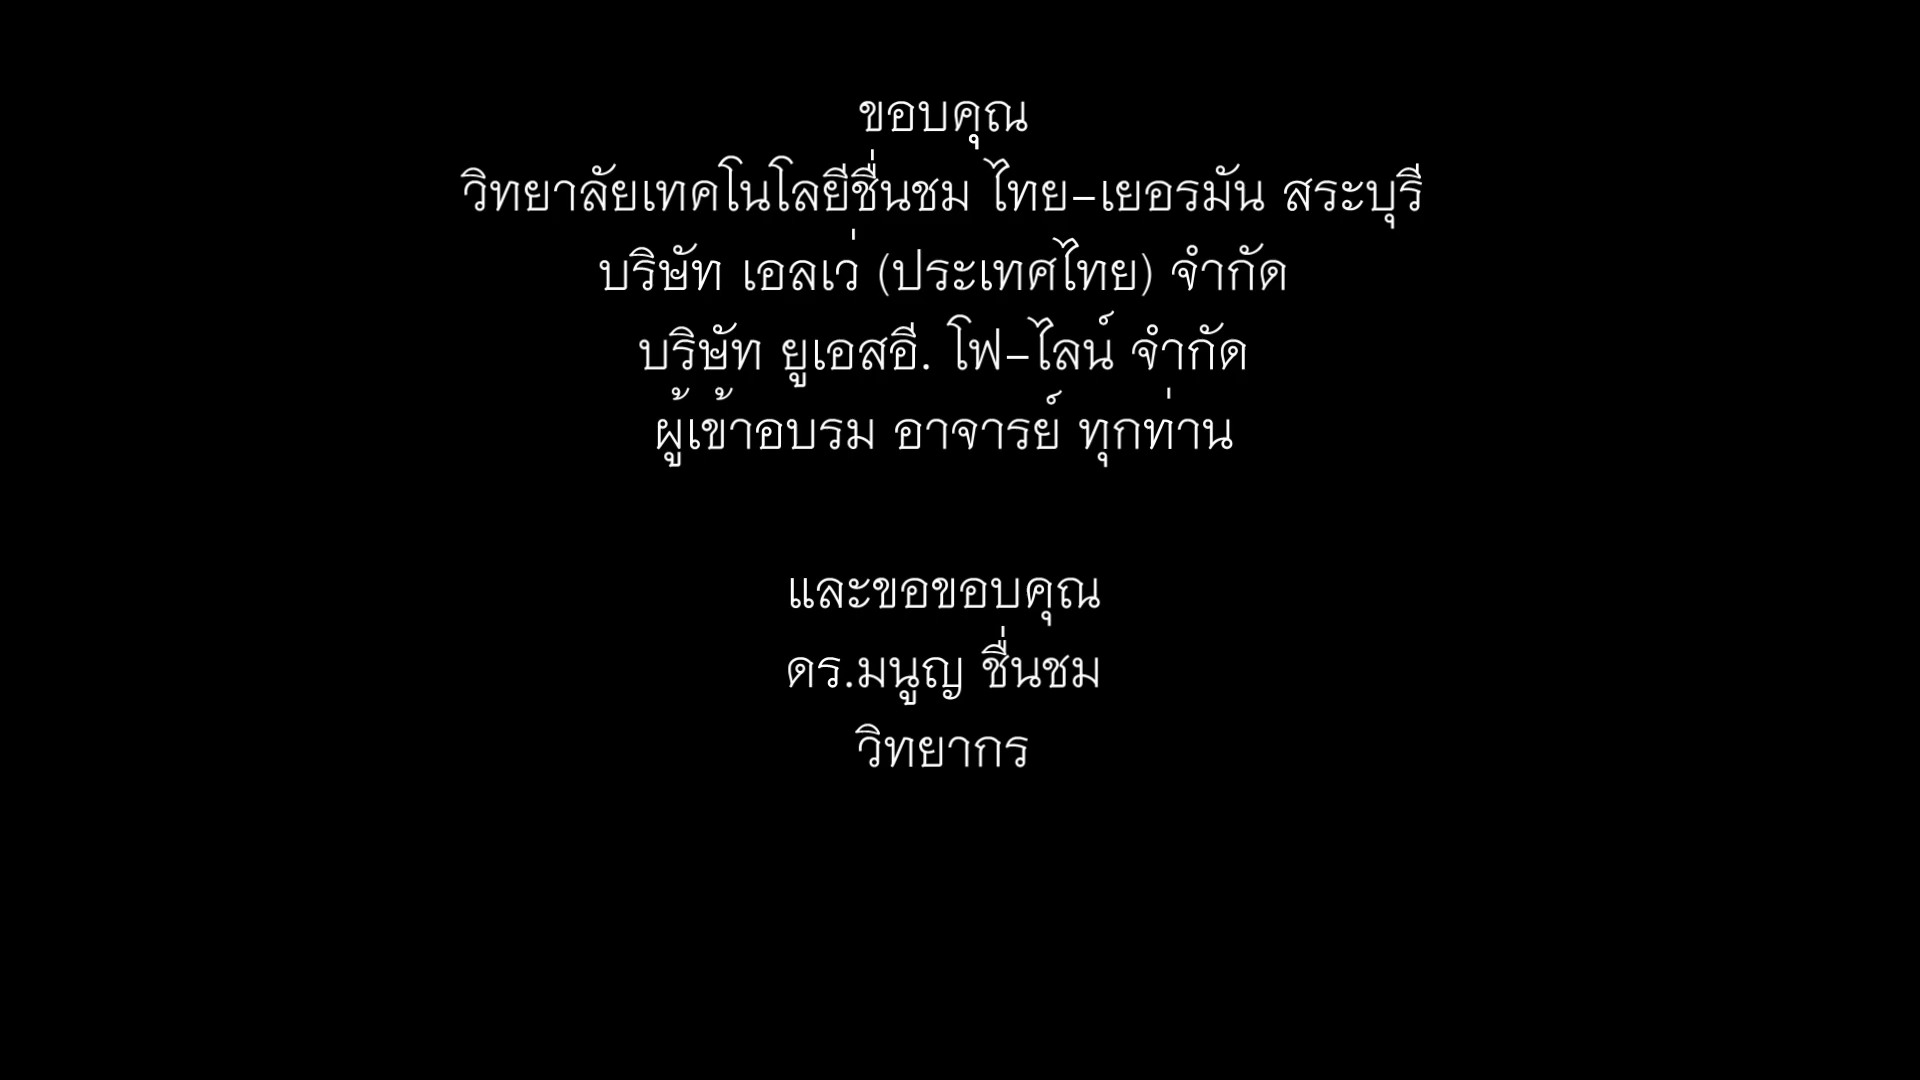 ขอบคุณ
วิทยาลัยเทคโนโลยีชื่นชม ไทย-เยอรมัน สระบุรี
บริษัท เอลเว่ (ประเทศไทย) จำกัด
บริษัท ยูเอสอี. โฟ-ไลน์ จำกัด
ผู้เข้าอบรม อาจารย์ ทุกท่าน
และขอขอบคุณ
ดร.มนูญ ชื่นชม
วิทยากร